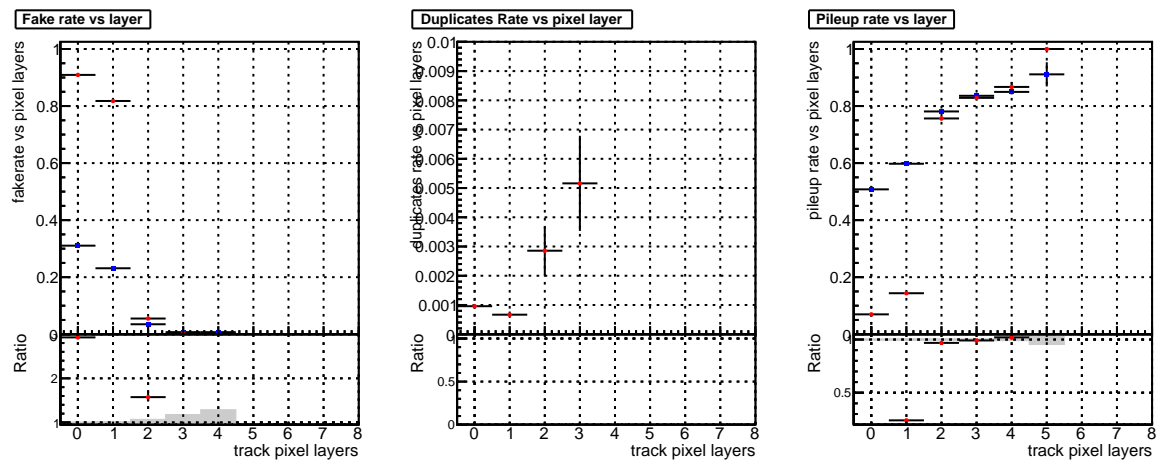 Fake rate vs layer
fakerate vs pixel layers
1
0.8
0.6
0.4
0.2
0
Ratio
2
1
0 1 2 3 4 5 6 7 8
track pixel layers
Duplicates Rate vs pixel layer
duplicates rate vs pixel layers
0.01
0.009
0.008
0.007
0.006
0.005
0.004
0.003
0.002
0.001
0
Ratio
1
0.5
0
0 1 2 3 4 5 6 7 8
track pixel layers
Pileup rate vs layer
pileup rate vs pixel layers
1
0.8
0.6
0.4
0.2
0
Ratio
1
0.5
0 1 2 3 4 5 6 7 8
track pixel layers